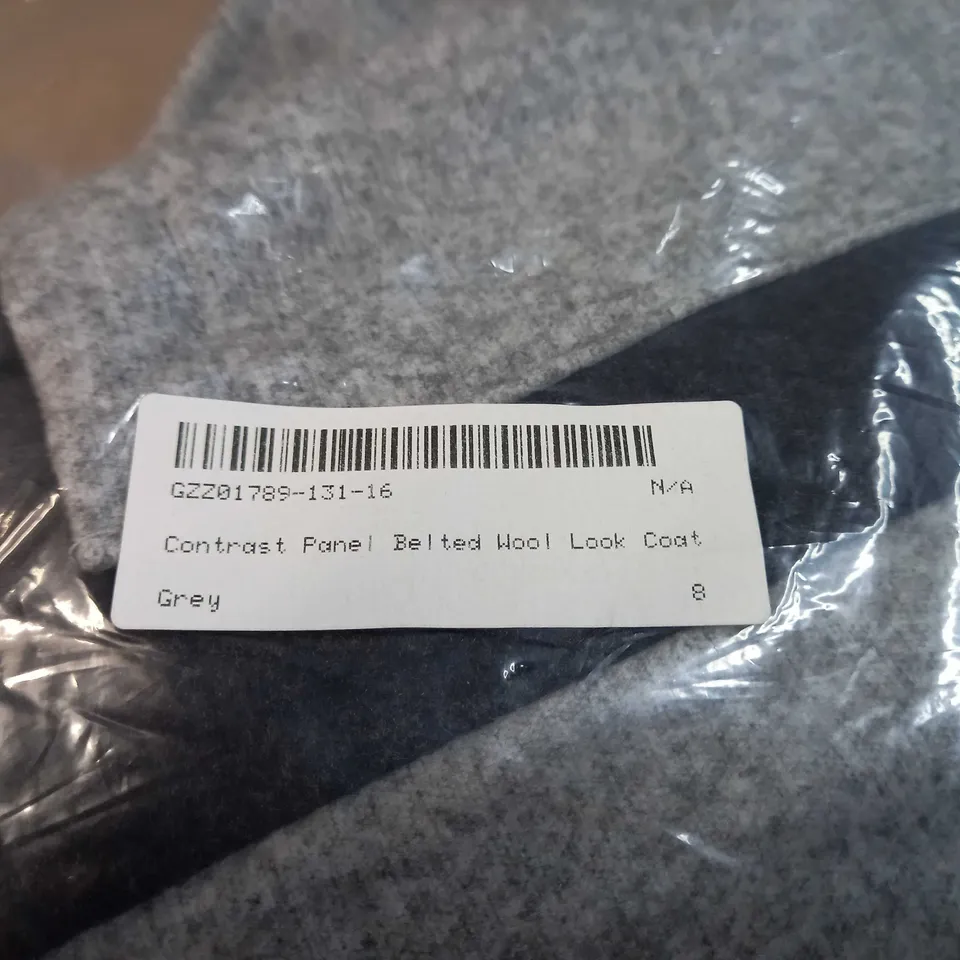 GZZ01789-131-16 N/A
Contrast Panel Belted Wool Look Coat
Grey 8